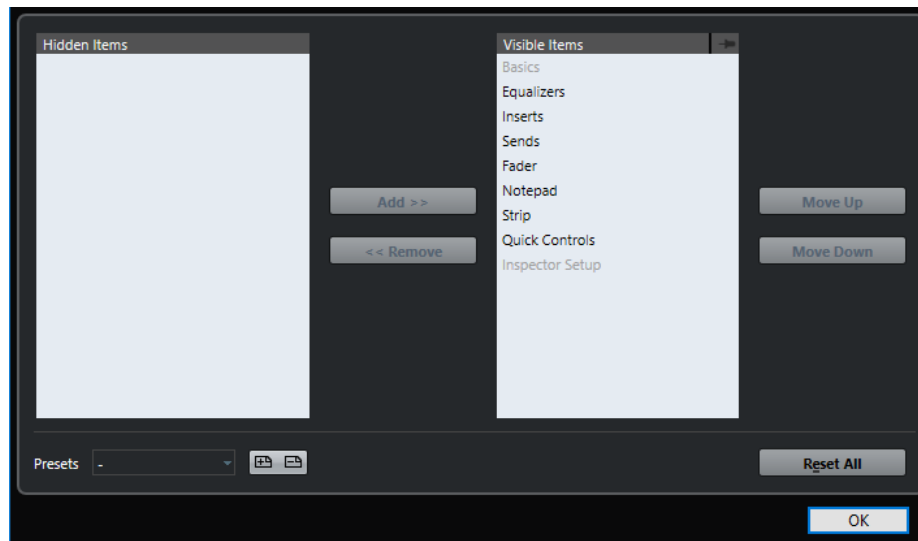 Hidden Items
Visible Items
Basics
Equalizers
Inserts
Sends
Fader
Notepad
Strip
Quick Controls
Inspector Setup
Add >>
<< Remove
Move Up
Move Down
Presets -
Reset All
OK